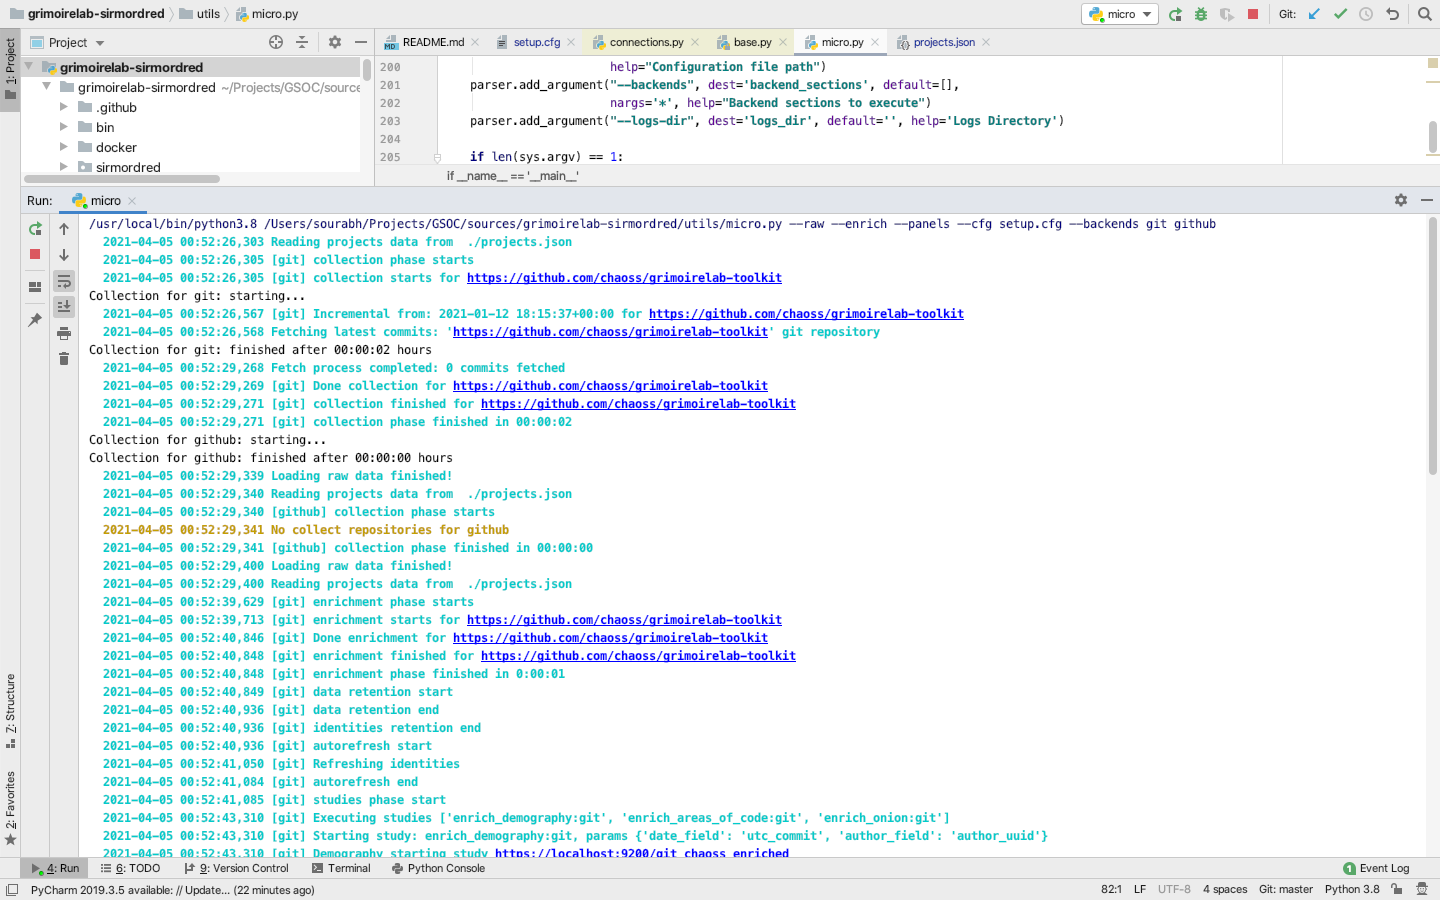 grimoirelab-sirmordred utils micro.py
micro Git:
1: Project
Project
README.md setup.cfg connections.py base.py micro.py projects.json
grimoirelab-sirmordred
grimoirelab-sirmordred ~/Projects/GSOC/source
.github
bin
docker
sirmordred
200 help="Configuration file path")
201 parser.add_argument("--backends", dest='backend_sections', default=[],
202 nargs='*', help="Backend sections to execute")
203 parser.add_argument("--logs-dir", dest='logs_dir', default='', help='Logs Directory')
204
205 if len(sys.argv) == 1:
if __name__ == '__main__'
Run: micro
/usr/local/bin/python3.8 /Users/sourabh/Projects/GSOC/sources/grimoirelab-sirmordred/utils/micro.py --raw --enrich --panels --cfg setup.cfg --backends git github
2021-04-05 00:52:26,303 Reading projects data from  ./projects.json
2021-04-05 00:52:26,305 [git] collection phase starts
2021-04-05 00:52:26,305 [git] collection starts for https://github.com/chaoss/grimoirelab-toolkit
Collection for git: starting...
2021-04-05 00:52:26,567 [git] Incremental from: 2021-01-12 18:15:37+00:00 for https://github.com/chaoss/grimoirelab-toolkit
2021-04-05 00:52:26,568 Fetching latest commits: 'https://github.com/chaoss/grimoirelab-toolkit' git repository
Collection for git: finished after 00:00:02 hours
2021-04-05 00:52:29,268 Fetch process completed: 0 commits fetched
2021-04-05 00:52:29,269 [git] Done collection for https://github.com/chaoss/grimoirelab-toolkit
2021-04-05 00:52:29,271 [git] collection finished for https://github.com/chaoss/grimoirelab-toolkit
2021-04-05 00:52:29,271 [git] collection phase finished in 00:00:02
Collection for github: starting...
Collection for github: finished after 00:00:00 hours
2021-04-05 00:52:29,339 Loading raw data finished!
2021-04-05 00:52:29,340 Reading projects data from  ./projects.json
2021-04-05 00:52:29,340 [github] collection phase starts
2021-04-05 00:52:29,341 No collect repositories for github
2021-04-05 00:52:29,341 [github] collection phase finished in 00:00:00
2021-04-05 00:52:29,400 Loading raw data finished!
2021-04-05 00:52:29,400 Reading projects data from  ./projects.json
2021-04-05 00:52:39,629 [git] enrichment phase starts
2021-04-05 00:52:39,713 [git] enrichment starts for https://github.com/chaoss/grimoirelab-toolkit
2021-04-05 00:52:40,846 [git] Done enrichment for https://github.com/chaoss/grimoirelab-toolkit
2021-04-05 00:52:40,848 [git] enrichment finished for https://github.com/chaoss/grimoirelab-toolkit
2021-04-05 00:52:40,848 [git] enrichment phase finished in 0:00:01
2021-04-05 00:52:40,849 [git] data retention start
2021-04-05 00:52:40,936 [git] data retention end
2021-04-05 00:52:40,936 [git] identities retention end
2021-04-05 00:52:40,936 [git] autorefresh start
2021-04-05 00:52:41,050 [git] Refreshing identities
2021-04-05 00:52:41,084 [git] autorefresh end
2021-04-05 00:52:41,085 [git] studies phase start
2021-04-05 00:52:43,310 [git] Executing studies ['enrich_demography:git', 'enrich_areas_of_code:git', 'enrich_onion:git']
2021-04-05 00:52:43,310 [git] Starting study: enrich_demography:git, params {'date_field': 'utc_commit', 'author_field': 'author_uuid'}
2021-04-05 00:52:43,310 [git] Demography starting study https://localhost:9200/git_chaoss_enriched
Z: Structure
2: Favorites
4: Run 6: TODO 9: Version Control Terminal Python Console 1 Event Log
PyCharm 2019.3.5 available: // Update... (22 minutes ago) 82:1 LF UTF-8 4 spaces Git: master Python 3.8